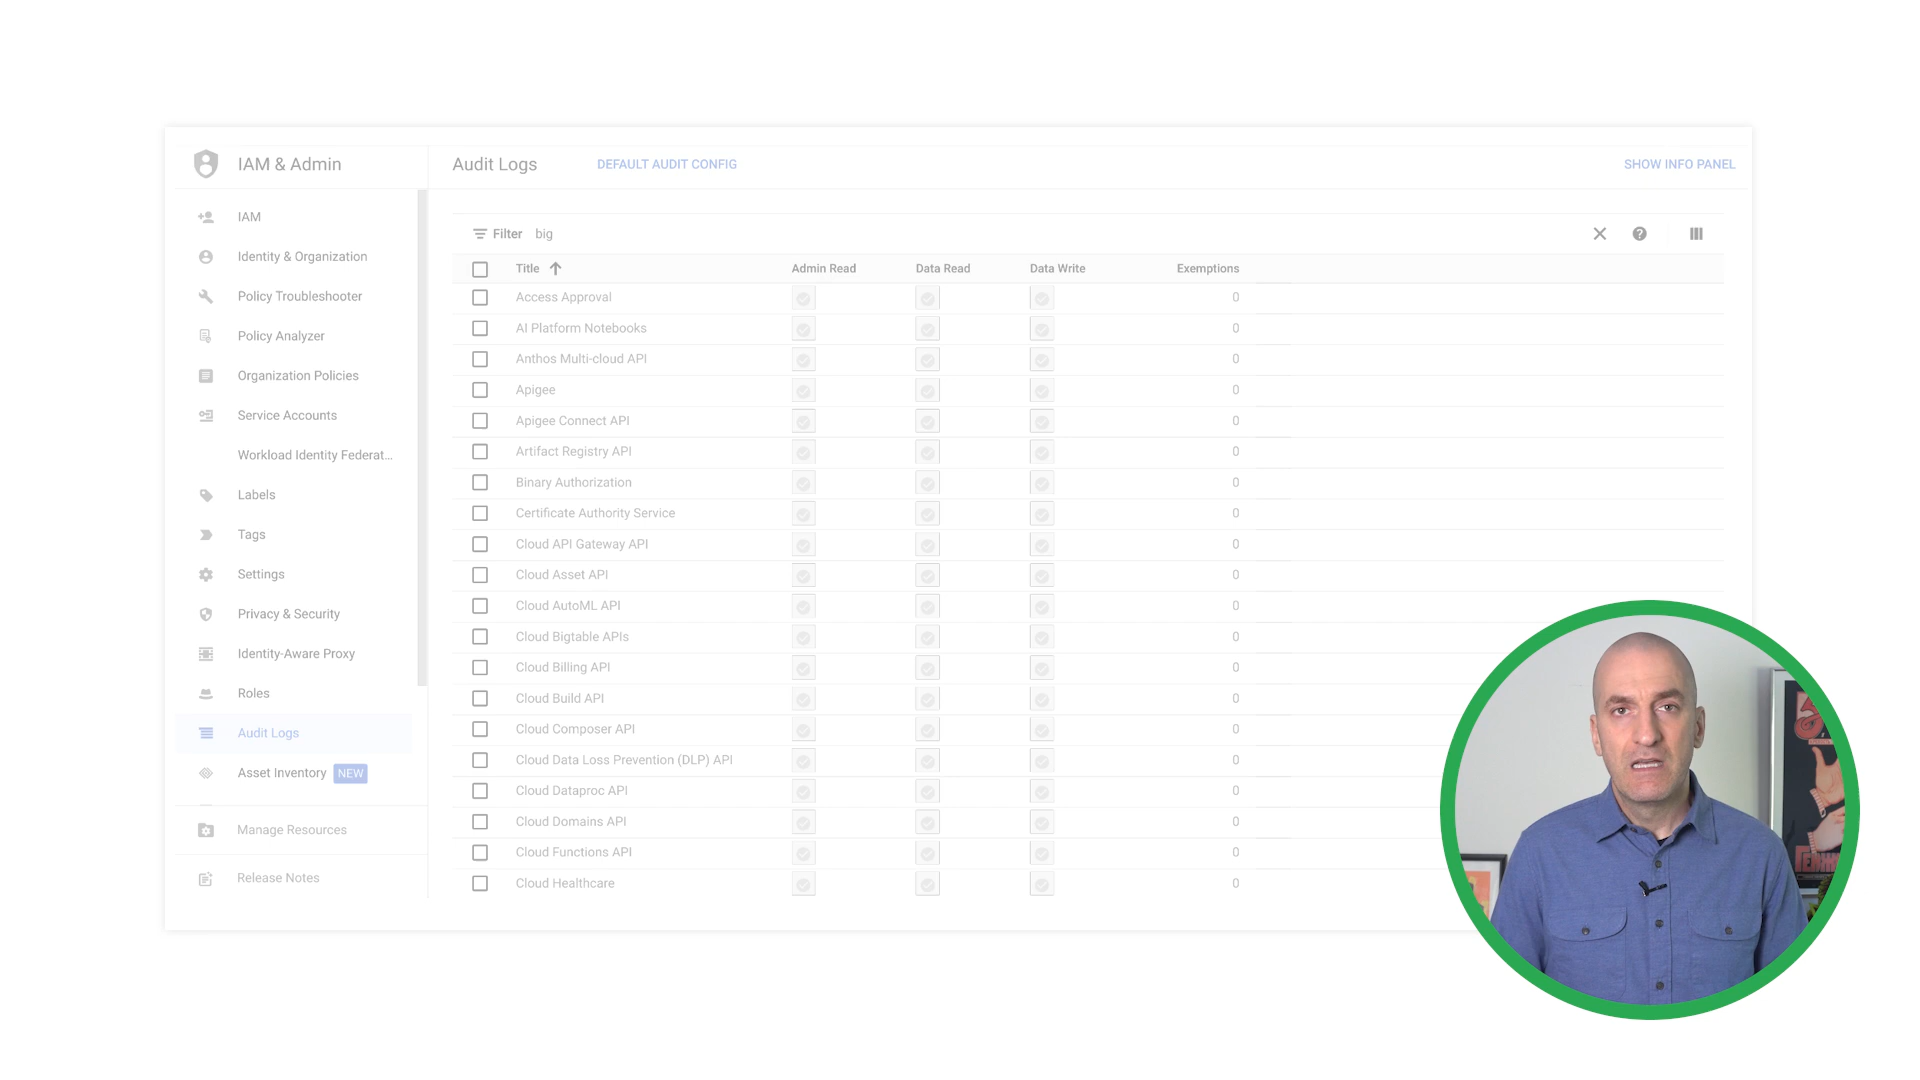 IAM & Admin
Audit Logs
DEFAULT AUDIT CONFIG
SHOW INFO PANEL
IAM
Identity & Organization
Policy Troubleshooter
Policy Analyzer
Organization Policies
Service Accounts
Workload Identity Federat...
Labels
Tags
Settings
Privacy & Security
Identity-Aware Proxy
Roles
Audit Logs
Asset Inventory NEW
Manage Resources
Release Notes
Filter big
Title Admin Read Data Read Data Write Exemptions
Access Approval 0
AI Platform Notebooks 0
Anthos Multi-cloud API 0
Apigee 0
Apigee Connect API 0
Artifact Registry API 0
Binary Authorization 0
Certificate Authority Service 0
Cloud API Gateway API 0
Cloud Asset API 0
Cloud AutoML API 0
Cloud Bigtable APIs 0
Cloud Billing API 0
Cloud Build API 0
Cloud Composer API 0
Cloud Data Loss Prevention (DLP) API 0
Cloud Dataproc API 0
Cloud Domains API 0
Cloud Functions API 0
Cloud Healthcare 0